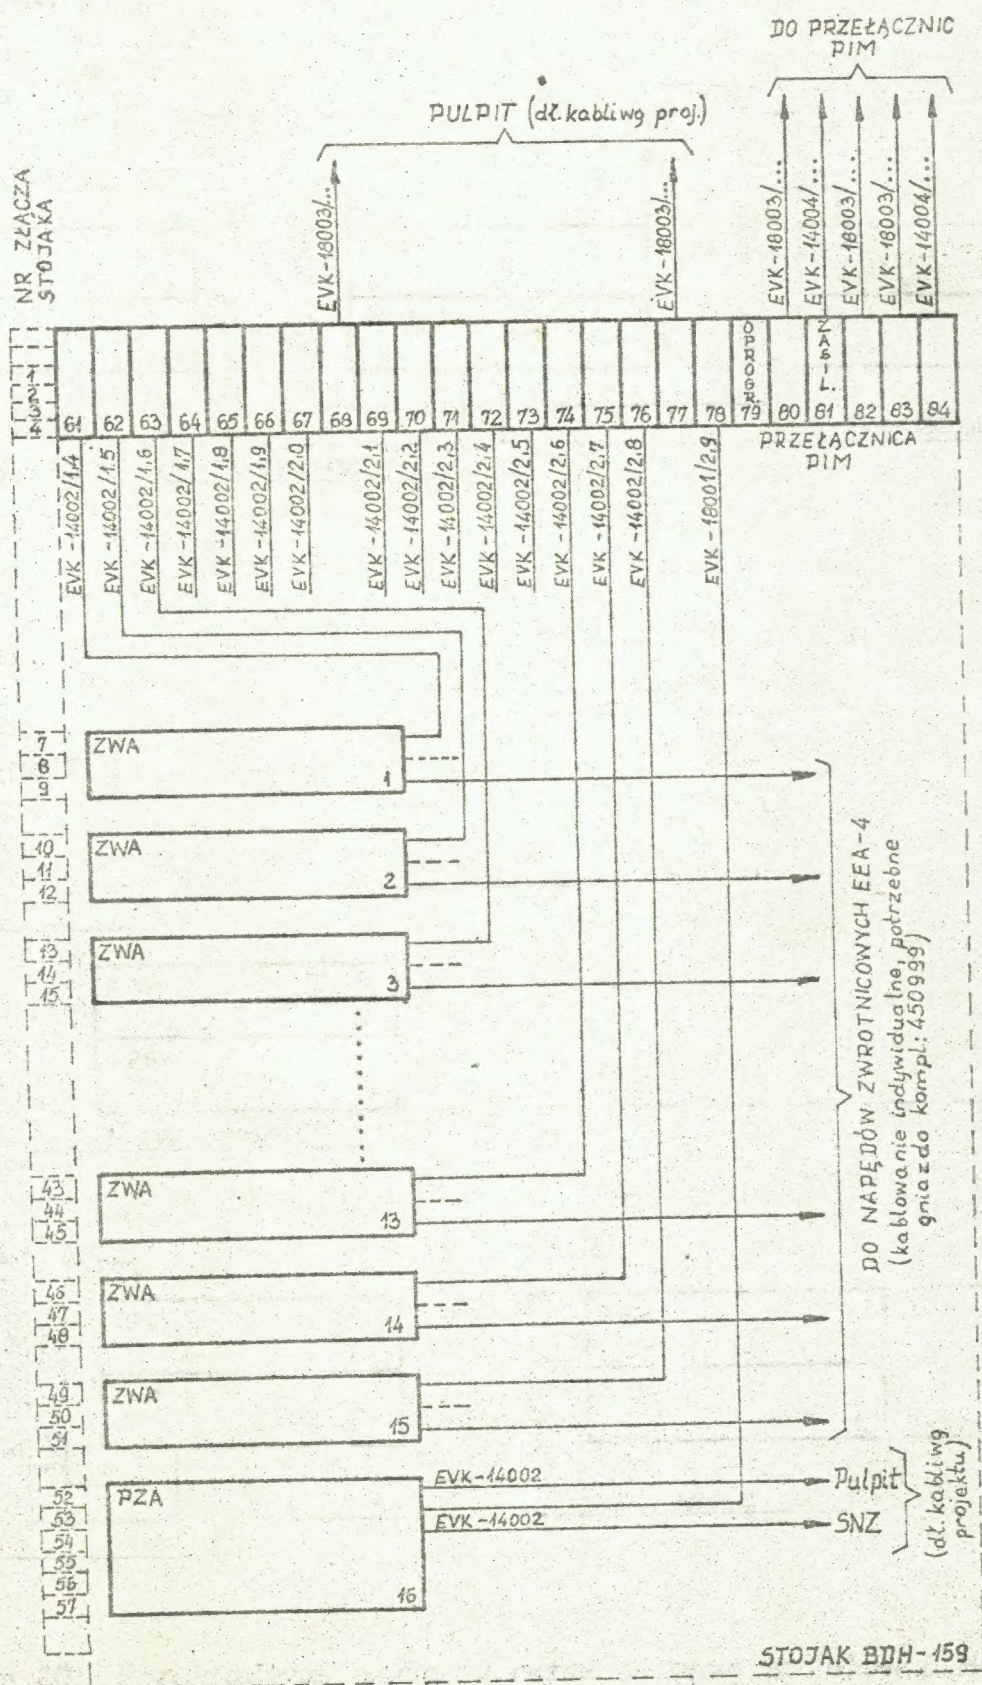 DO PRZEŁĄCZNIC
PIM
PULPIT (dł. kabli wg proj.)
NR ZŁĄCZA
STOJAKA
EVK-18003/...
EVK-18003/...
EVK-18003/...
EVK-14004/...
EVK-18003/...
EVK-18003/...
EVK-14004/...
1
2
3
4
61
62
63
64
65
66
67
68
69
70
71
72
73
74
75
76
77
78
OPROGR.
79
80
ZASIL.
81
82
83
84
PRZEŁĄCZNICA
PIM
EVK-14002/1,4
EVK-14002/1,5
EVK-14002/1,6
EVK-14002/1,7
EVK-14002/1,8
EVK-14002/1,9
EVK-14002/2,0
EVK-14002/2,1
EVK-14002/2,2
EVK-14002/2,3
EVK-14002/2,4
EVK-14002/2,5
EVK-14002/2,6
EVK-14002/2,7
EVK-14002/2,8
EVK-18001/2,9
7
8
9
ZWA
1
10
11
12
ZWA
2
13
14
15
ZWA
3
DO NAPĘDÓW ZWROTNICOWYCH EEA-4
(kablowanie indywidualne, potrzebne
gniazdo kompl: 450999)
43
44
45
ZWA
13
46
47
48
ZWA
14
49
50
51
ZWA
15
52
53
54
55
56
57
PZA
16
EVK-14002
Pulpit
EVK-14002
SNZ
(dł. kabli wg
projektu)
STOJAK BDH-159